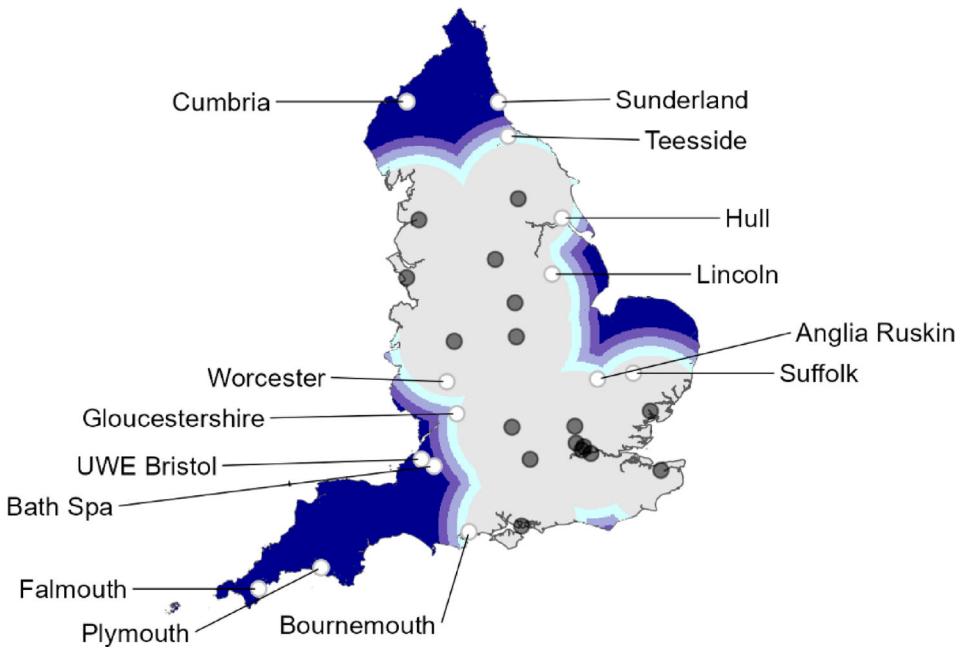 Cumbria
Sunderland
Teesside
Hull
Lincoln
Anglia Ruskin
Suffolk
Worcester
Gloucestershire
UWE Bristol
Bath Spa
Falmouth
Plymouth
Bournemouth